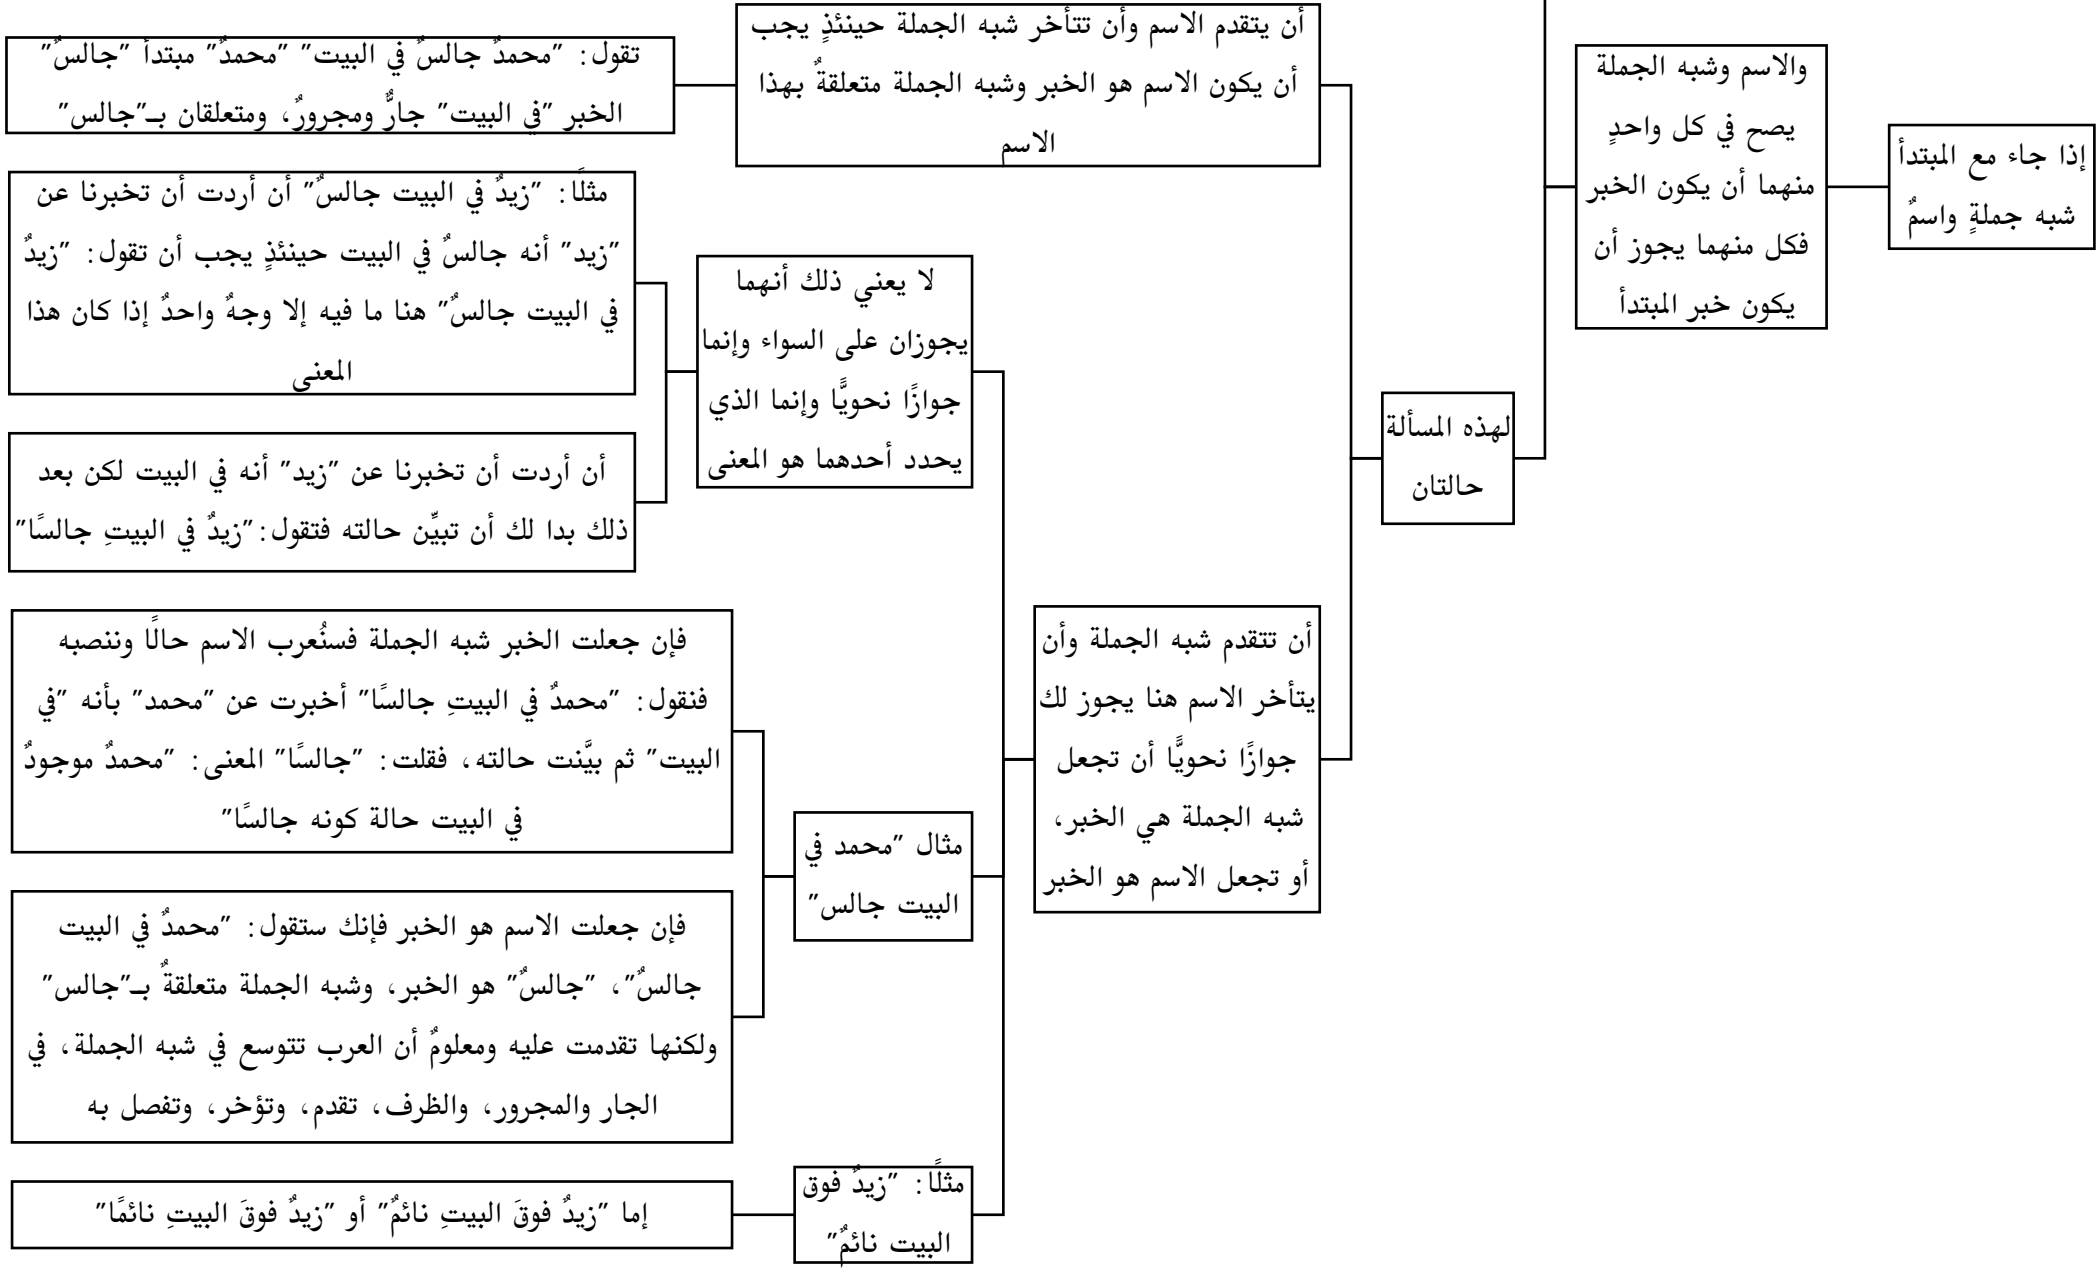 إذا جاء مع المبتدأ
شبه جملةٍ واسمٌ
والاسم وشبه الجملة
يصح في كل واحدٍ
منهما أن يكون الخبر
فكل منهما يجوز أن
يكون خبر المبتدأ
لهذه المسألة
حالتان
أن يتقدم الاسم وأن تتأخر شبه الجملة حينئذٍ يجب
أن يكون الاسم هو الخبر وشبه الجملة متعلقةٌ بهذا
الاسم
تقول: "محمدٌ جالسٌ في البيت" "محمدٌ" مبتدأ "جالسٌ"
الخبر "في البيت" جارٌّ ومجرورٌ، ومتعلقان بـ"جالس"
أن تتقدم شبه الجملة وأن
يتأخر الاسم هنا يجوز لك
جوازًا نحويًّا أن تجعل
شبه الجملة هي الخبر،
أو تجعل الاسم هو الخبر
لا يعني ذلك أنهما
يجوزان على السواء وإنما
جوازًا نحويًّا وإنما الذي
يحدد أحدهما هو المعنى
مثلًا: "زيدٌ في البيت جالسٌ" أن أردت أن تخبرنا عن
"زيد" أنه جالسٌ في البيت حينئذٍ يجب أن تقول: "زيدٌ
في البيت جالسٌ" هنا ما فيه إلا وجهٌ واحدٌ إذا كان هذا
المعنى
أن أردت أن تخبرنا عن "زيد" أنه في البيت لكن بعد
ذلك بدا لك أن تبيِّن حالته فتقول:"زيدٌ في البيتِ جالسًا"
مثال "محمد في
البيت جالس"
فإن جعلت الخبر شبه الجملة فسنُعرب الاسم حالًا وننصبه
فنقول: "محمدٌ في البيتِ جالسًا" أخبرت عن "محمد" بأنه "في
البيت" ثم بيَّنت حالته، فقلت: "جالسًا" المعنى: "محمدٌ موجودٌ
في البيت حالة كونه جالسًا"
فإن جعلت الاسم هو الخبر فإنك ستقول: "محمدٌ في البيت
جالسٌ"، "جالسٌ" هو الخبر، وشبه الجملة متعلقةٌ بـ"جالس"
ولكنها تقدمت عليه ومعلومٌ أن العرب تتوسع في شبه الجملة، في
الجار والمجرور، والظرف، تقدم، وتؤخر، وتفصل به
مثلًا: "زيدٌ فوق
البيت نائمٌ"
إما "زيدٌ فوقَ البيتِ نائمٌ" أو "زيدٌ فوقَ البيتِ نائمًا"